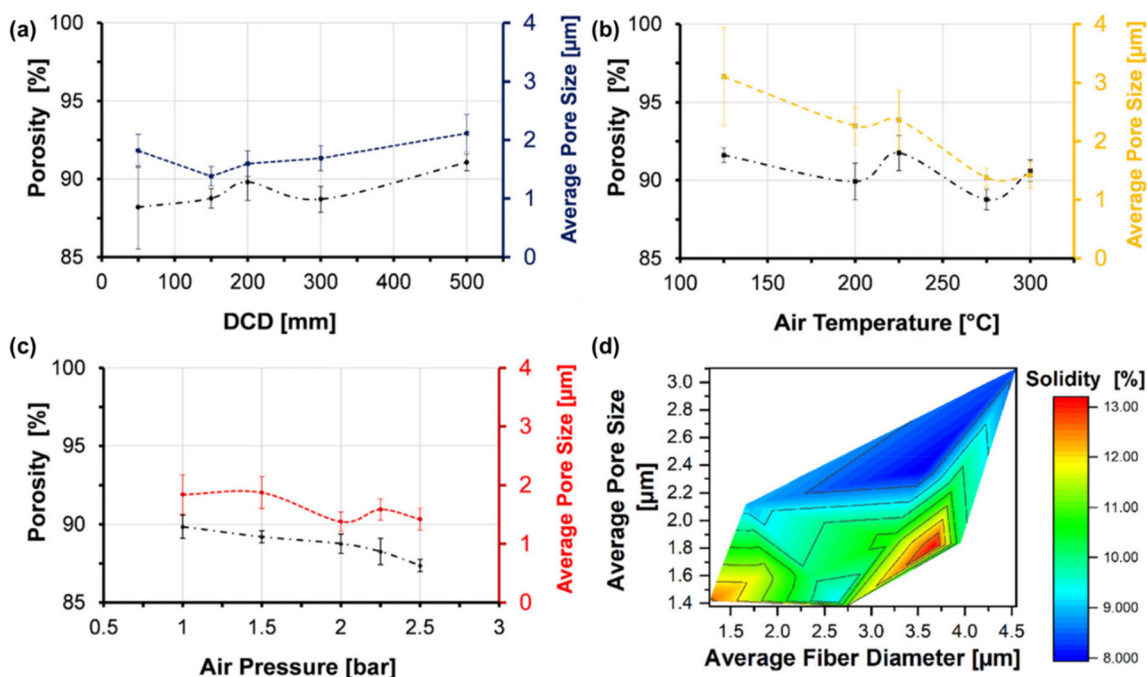 (a)
100
95
90
85
Porosity [%]
4
3
2
1
0
Average Pore Size [µm]
0 100 200 300 400 500
DCD [mm]
(b)
100
95
90
85
Porosity [%]
4
3
2
1
0
Average Pore Size [µm]
100 150 200 250 300
Air Temperature [°C]
(c)
100
95
90
85
Porosity [%]
4
3
2
1
0
Average Pore Size [µm]
0.5 1 1.5 2 2.5 3
Air Pressure [bar]
(d)
3.0
2.6
2.4
2.2
2.0
1.8
1.6
1.4
Average Pore Size
[µm]
1.5 2.0 2.5 3.0 3.5 4.0 4.5
Average Fiber Diameter [µm]
Solidity [%]
13.00
12.00
11.00
10.00
9.000
8.000